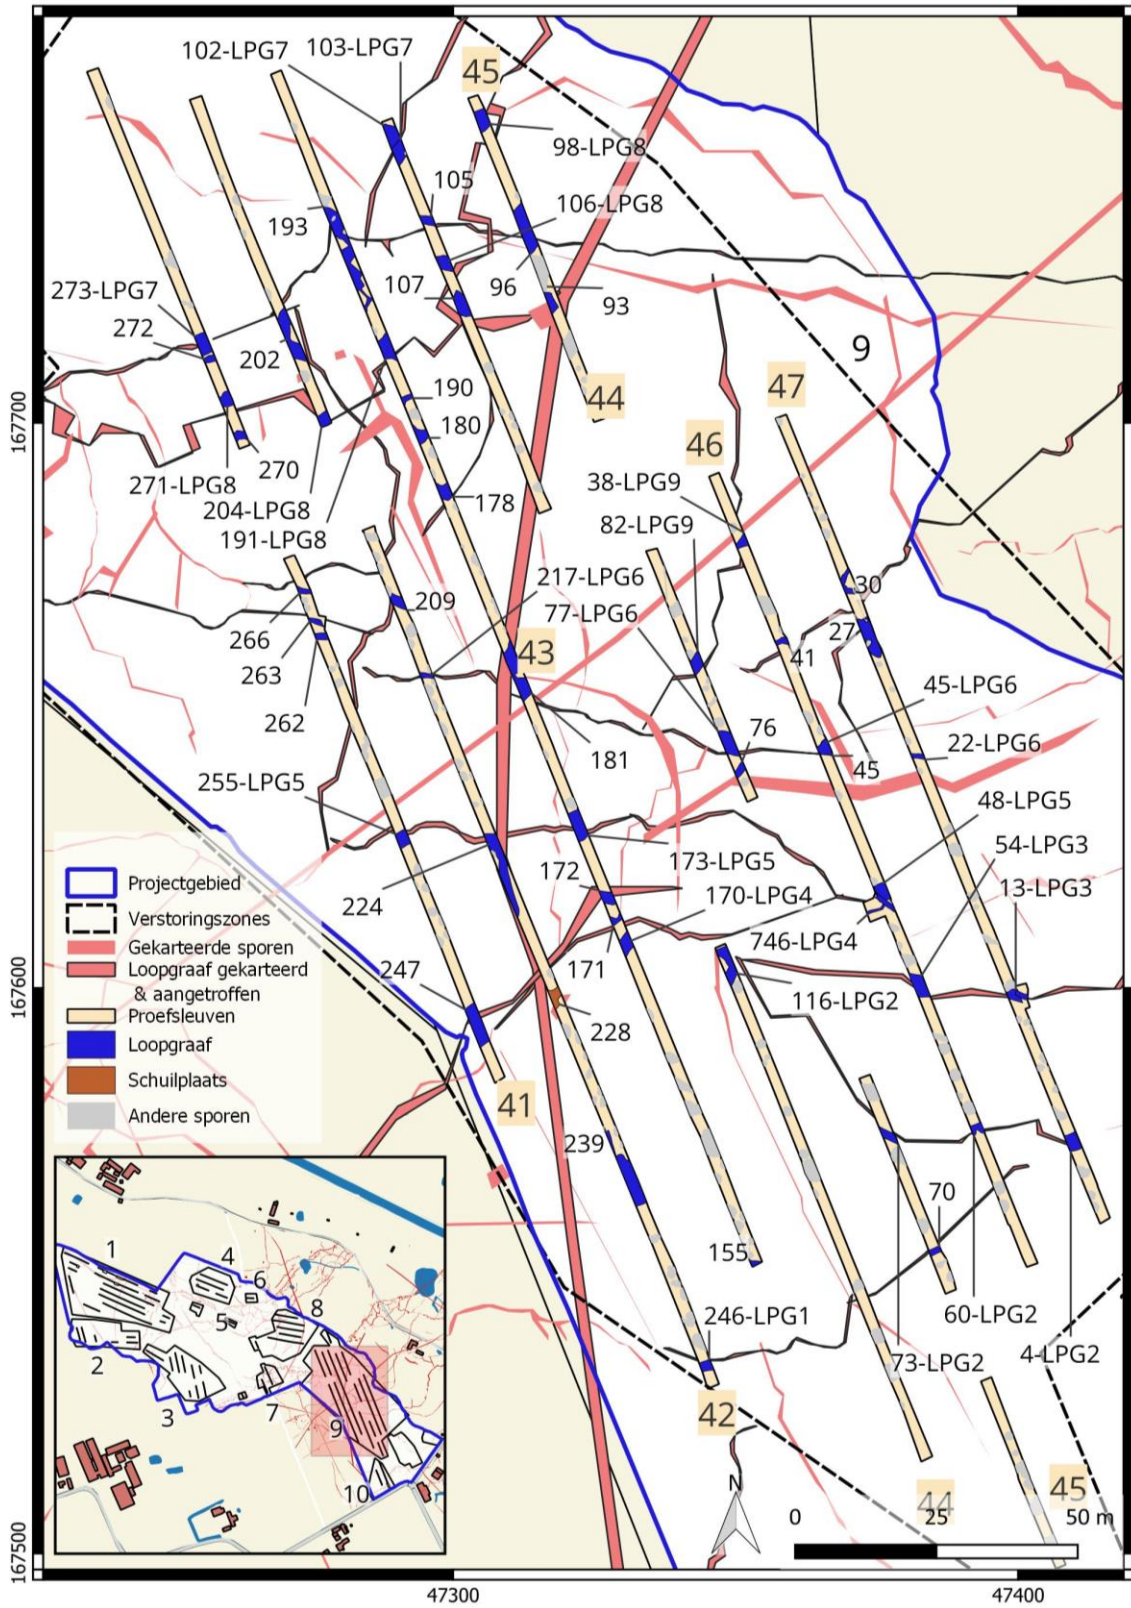 102-LPG7
103-LPG7
45
98-LPG8
105
106-LPG8
193
107
96
93
273-LPG7
272
202
9
47
44
190
180
46
38-LPG9
270
271-LPG8
204-LPG8
178
82-LPG9
191-LPG8
217-LPG6
30
209
77-LPG6
27
266
43
41
263
45-LPG6
262
76
22-LPG6
181
45
255-LPG5
48-LPG5
54-LPG3
173-LPG5
172
13-LPG3
170-LPG4
224
746-LPG4
247
171
116-LPG2
228
41
239
70
155
246-LPG1
60-LPG2
73-LPG2
4-LPG2
42
44
45
Projectgebied
Verstoringszones
Gekarteerde sporen
Loopgraaf gekarteerd
& aangetroffen
Proefsleuven
Loopgraaf
Schuilplaats
Andere sporen
1
4
6
5
8
2
3
7
9
10
N
0
25
50 m
167700
167600
167500
47300
47400